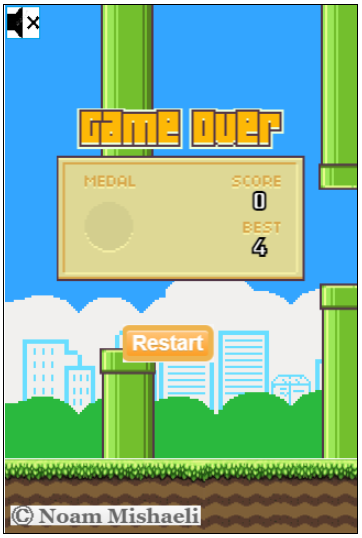 Game Over
MEDAL
SCORE
0
BEST
4
Restart
© Noam Mishaeli